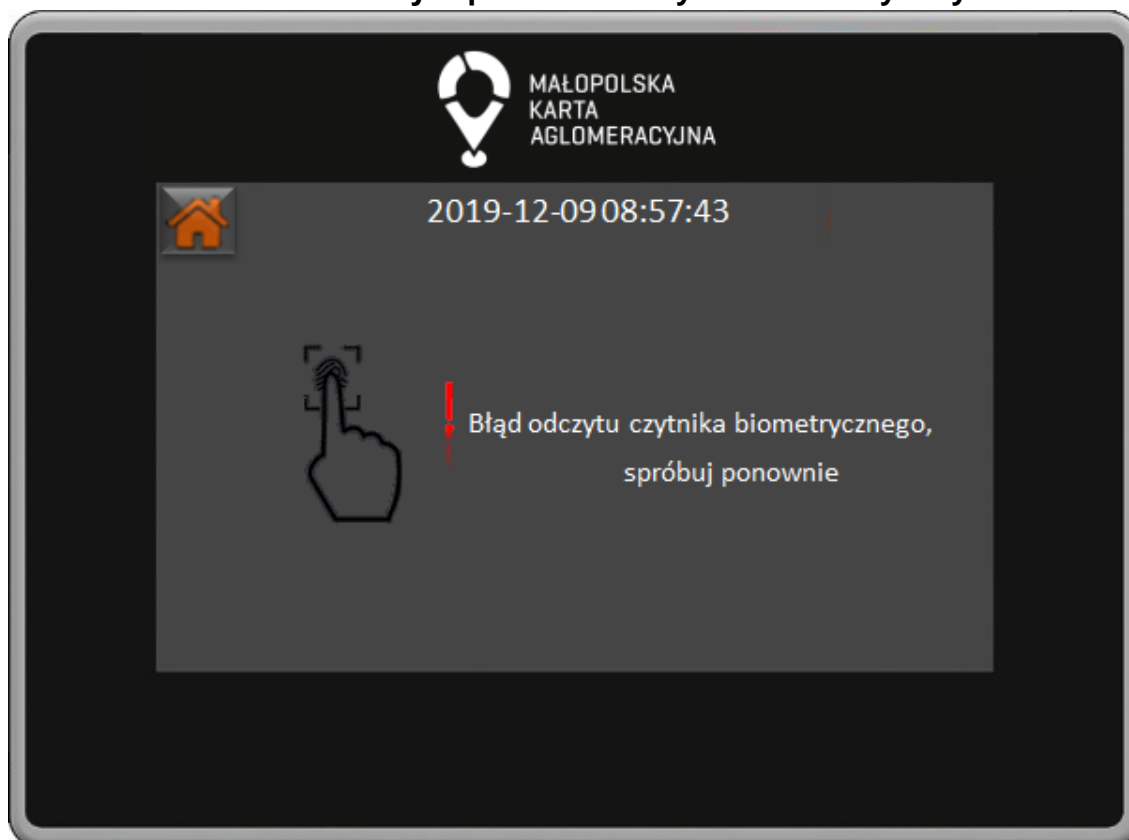 MAŁOPOLSKA
KARTA
AGLOMERACYJNA
2019-12-09 08:57:43
Błąd odczytu czytnika biometrycznego,
spróbuj ponownie